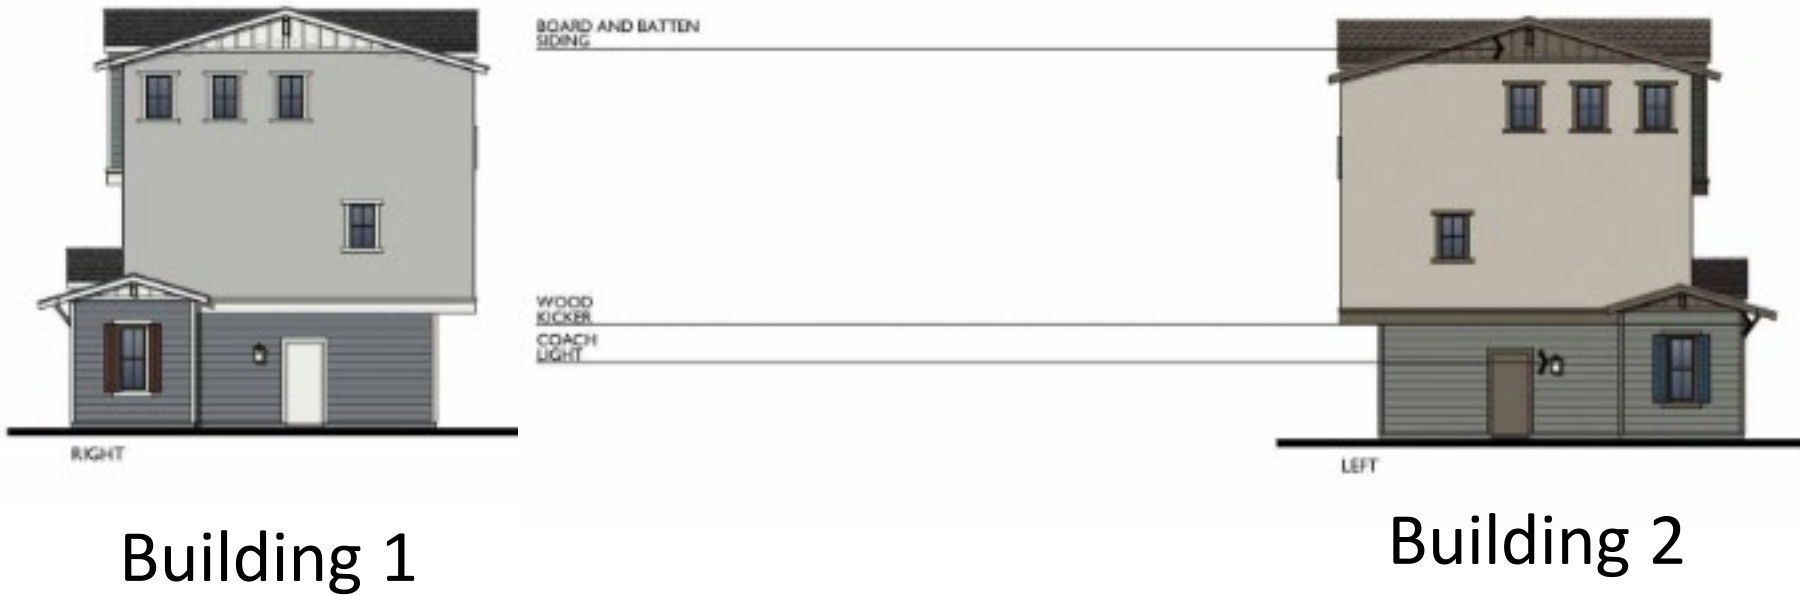 BOARD AND BATTEN
SIDING
WOOD
KICKER
COACH
LIGHT
RIGHT
LEFT
Building 1
Building 2